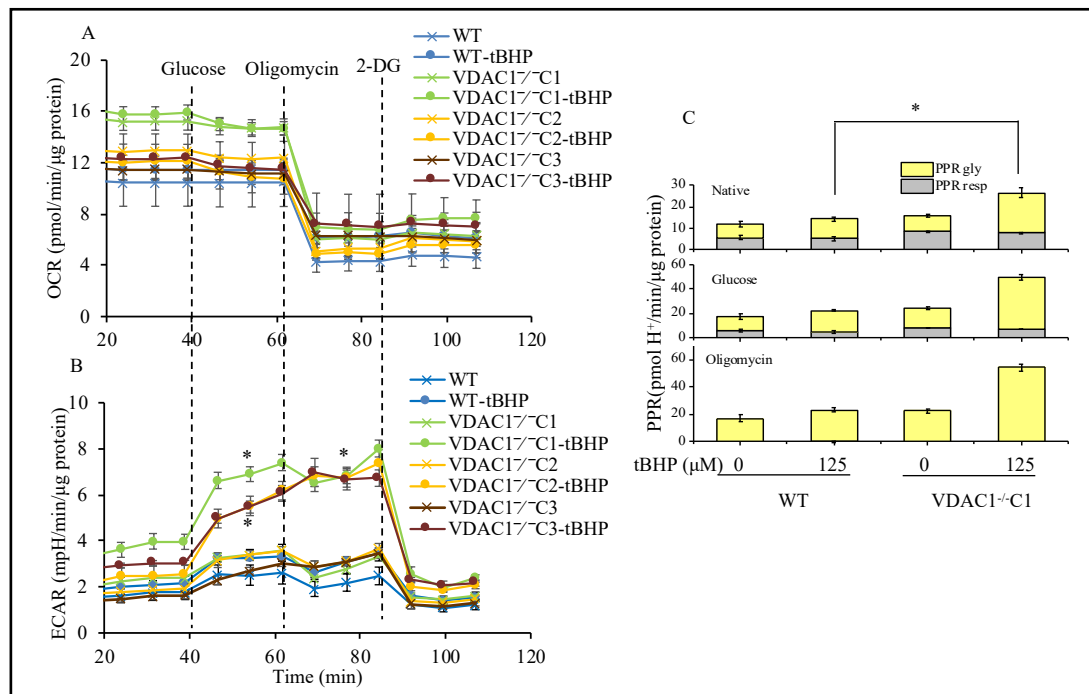 A
20
16
12
8
4
0
OCR (pmol/min/µg protein)
Glucose
Oligomycin
2-DG
WT
WT-tBHP
VDAC1⁻/⁻C1
VDAC1⁻/⁻C1-tBHP
VDAC1⁻/⁻C2
VDAC1⁻/⁻C2-tBHP
VDAC1⁻/⁻C3
VDAC1⁻/⁻C3-tBHP
20 40 60 80 100 120
B
10
8
6
4
2
0
ECAR (mpH/min/µg protein)
*
*
*
WT
WT-tBHP
VDAC1⁻/⁻C1
VDAC1⁻/⁻C1-tBHP
VDAC1⁻/⁻C2
VDAC1⁻/⁻C2-tBHP
VDAC1⁻/⁻C3
VDAC1⁻/⁻C3-tBHP
20 40 60 80 100 120
Time (min)
C
*
PPR gly
PPR resp
Native
30
20
10
0
Glucose
60
40
20
0
Oligomycin
60
40
20
0
PPR(pmol H⁺/min/µg protein)
tBHP (µM) 0 125 0 125
WT VDAC1⁻/⁻C1